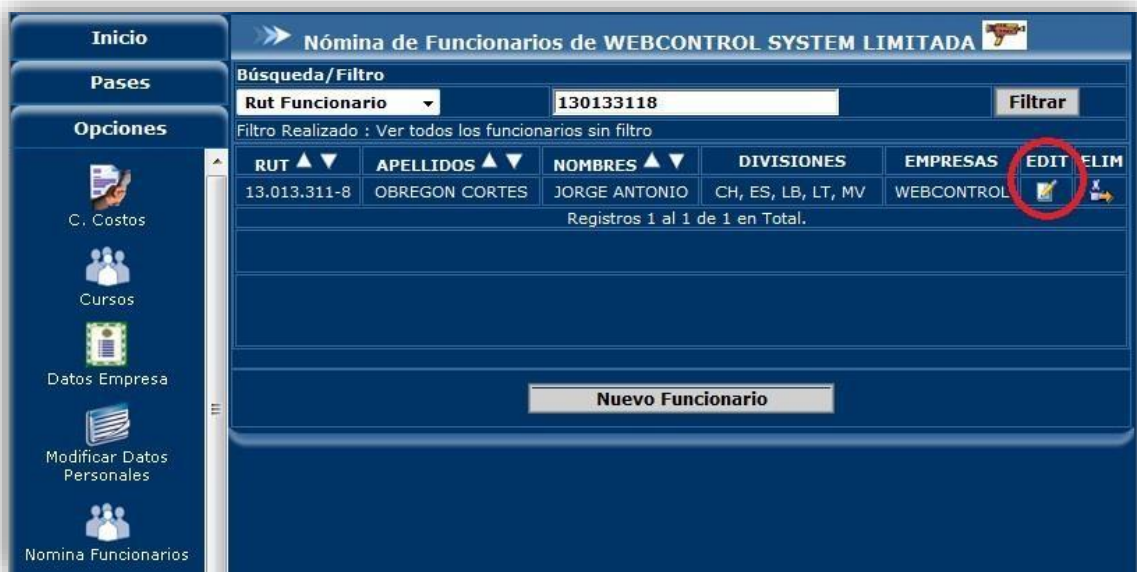 Inicio
Pases
Opciones
C. Costos
Cursos
Datos Empresa
Modificar Datos
Personales
Nomina Funcionarios
Nómina de Funcionarios de WEBCONTROL SYSTEM LIMITADA
Búsqueda/Filtro
Rut Funcionario 130133118 Filtrar
Filtro Realizado : Ver todos los funcionarios sin filtro
RUT APELLIDOS NOMBRES DIVISIONES EMPRESAS EDIT ELIM
13.013.311-8 OBREGON CORTES JORGE ANTONIO CH, ES, LB, LT, MV WEBCONTROL
Registros 1 al 1 de 1 en Total.
Nuevo Funcionario